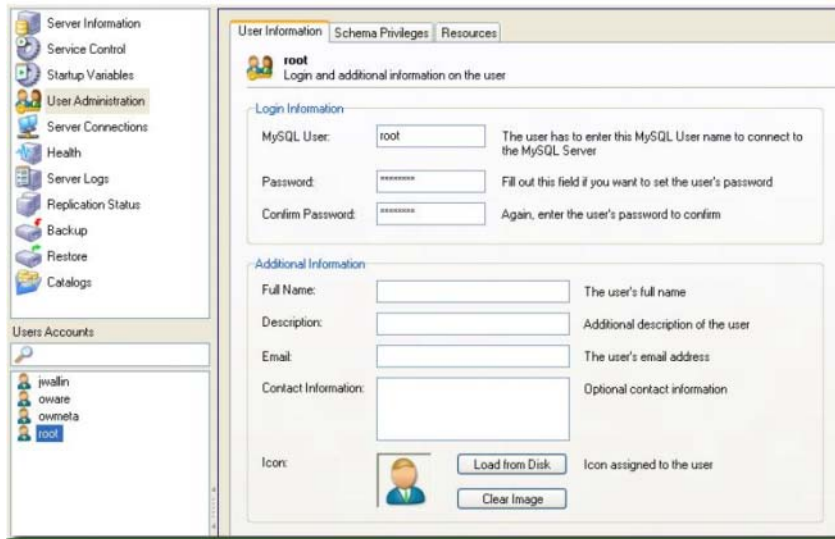 Server Information
Service Control
Startup Variables
User Administration
Server Connections
Health
Server Logs
Replication Status
Backup
Restore
Catalogs
Users Accounts
jwallin
oware
owmeta
root
User Information Schema Privileges Resources
root
Login and additional information on the user
Login Information
MySQL User: root The user has to enter this MySQL User name to connect to
the MySQL Server
Password: ******** Fill out this field if you want to set the user's password
Confirm Password: ******** Again, enter the user's password to confirm
Additional Information
Full Name: The user's full name
Description: Additional description of the user
Email: The user's email address
Contact Information: Optional contact information
Icon: Load from Disk Icon assigned to the user
Clear Image